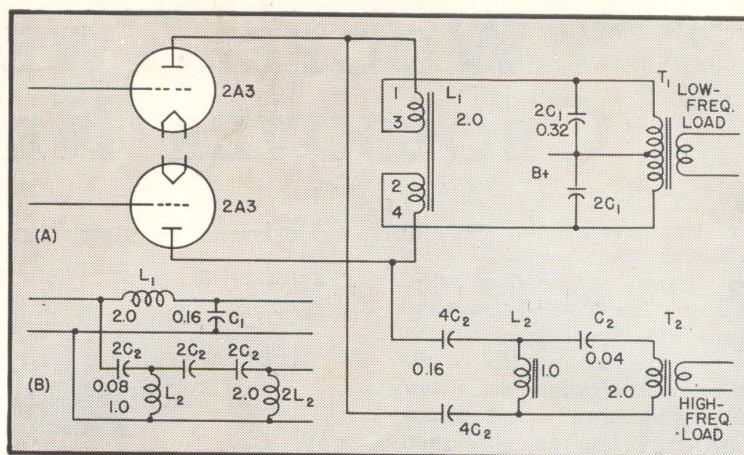 2A3
2A3
(A)
L₁
2.0
1
3
2
4
2C₁
0.32
B+
2C₁
T₁
LOW-
FREQ.
LOAD
L₁
2.0
0.16
C₁
2C₂
2C₂
2C₂
0.08
L₂
1.0
2.0
2L₂
(B)
4C₂
0.16
L₂
1.0
C₂
0.04
T₂
2.0
4C₂
HIGH-
FREQ.
LOAD